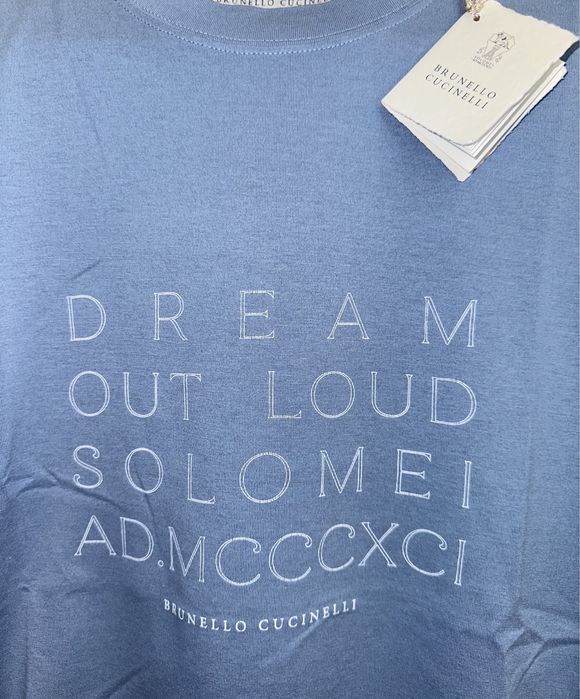 BRUNELLO CUCINELLI
BRUNELLO
CUCINELLI
DREAM
OUT LOUD
SOLOMEI
AD.MCCCXCI
BRUNELLO CUCINELLI